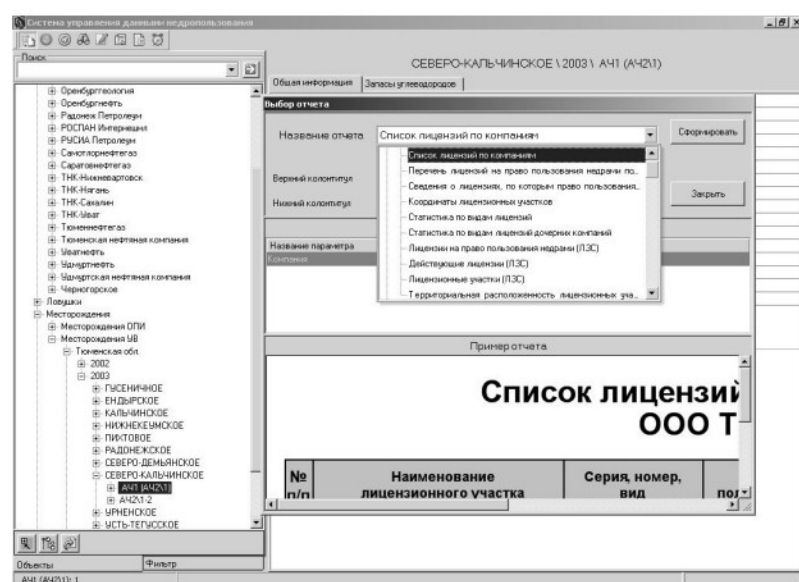 Система управления данными недропользования
Поиск
Оренбурггеология
Оренбургнефть
Радонеж Петролеум
РОСПАН Интернешнл
РУСИА Петролеум
Самотлорнефтегаз
Саратовнефтегаз
ТНК-Нижневартовск
ТНК-Нягань
ТНК-Сахалин
ТНК-Уват
Тюменнефтегаз
Тюменская нефтяная компания
Уватнефть
Удмуртнефть
Удмуртская нефтяная компания
Черногорское
Ловушки
Месторождения
Месторождения ОПИ
Месторождения УВ
Тюменская обл.
2002
2003
ГУСЕНИЧНОЕ
ЕНДЫРСКОЕ
КАЛЬЧИНСКОЕ
НИЖНЕКЕУМСКОЕ
ПИХТОВОЕ
РАДОНЕЖСКОЕ
СЕВЕРО-ДЕМЬЯНСКОЕ
СЕВЕРО-КАЛЬЧИНСКОЕ
АЧ1 (АЧ2\1)
АЧ2\1-2
УРНЕНСКОЕ
УСТЬ-ТЕГУССКОЕ
Объекты
Фильтр
АЧ1 (АЧ2\1): 1
СЕВЕРО-КАЛЬЧИНСКОЕ \ 2003 \ АЧ1 (АЧ2\1)
Общая информация
Запасы углеводородов
Выбор отчета
Название отчета
Список лицензий по компаниям
Сформировать
Список лицензий по компаниям
Перечень лицензий на право пользования недрами по...
Сведения о лицензиях, по которым право пользования...
Координаты лицензионных участков
Статистика по видам лицензий
Статистика по видам лицензий дочерних компаний
Лицензии на право пользования недрами (ЛЗС)
Действующие лицензии (ЛЗС)
Лицензионные участки (ЛЗС)
Территориальная расположенность лицензионных уча...
Верхний колонтитул
Нижний колонтитул
Закрыть
Название параметра
Компания
Пример отчета
Список лицензий
ООО Т
№
п/п
Наименование
лицензионного участка
Серия, номер,
вид
пол